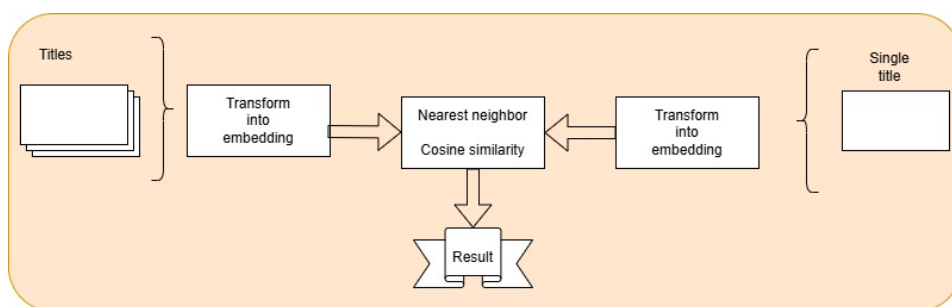 Titles
Transform
into
embedding
Nearest neighbor
Cosine similarity
Transform
into
embedding
Single
title
Result